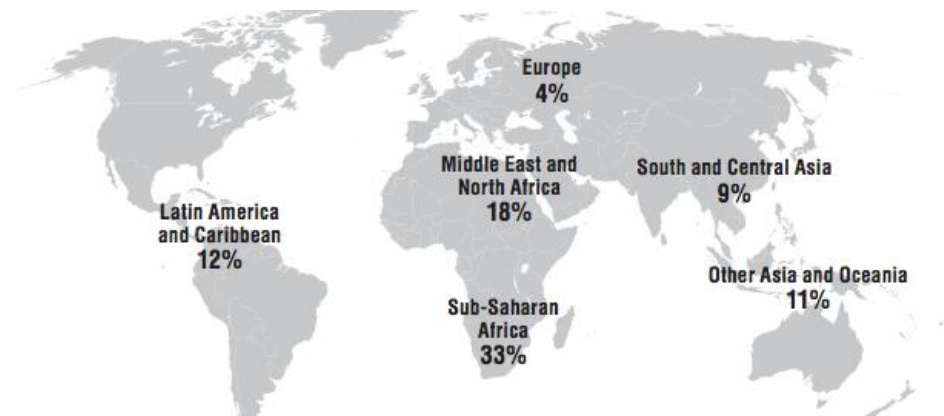 Europe
4%
Middle East and
North Africa
18%
South and Central Asia
9%
Latin America
and Caribbean
12%
Other Asia and Oceania
11%
Sub-Saharan
Africa
33%